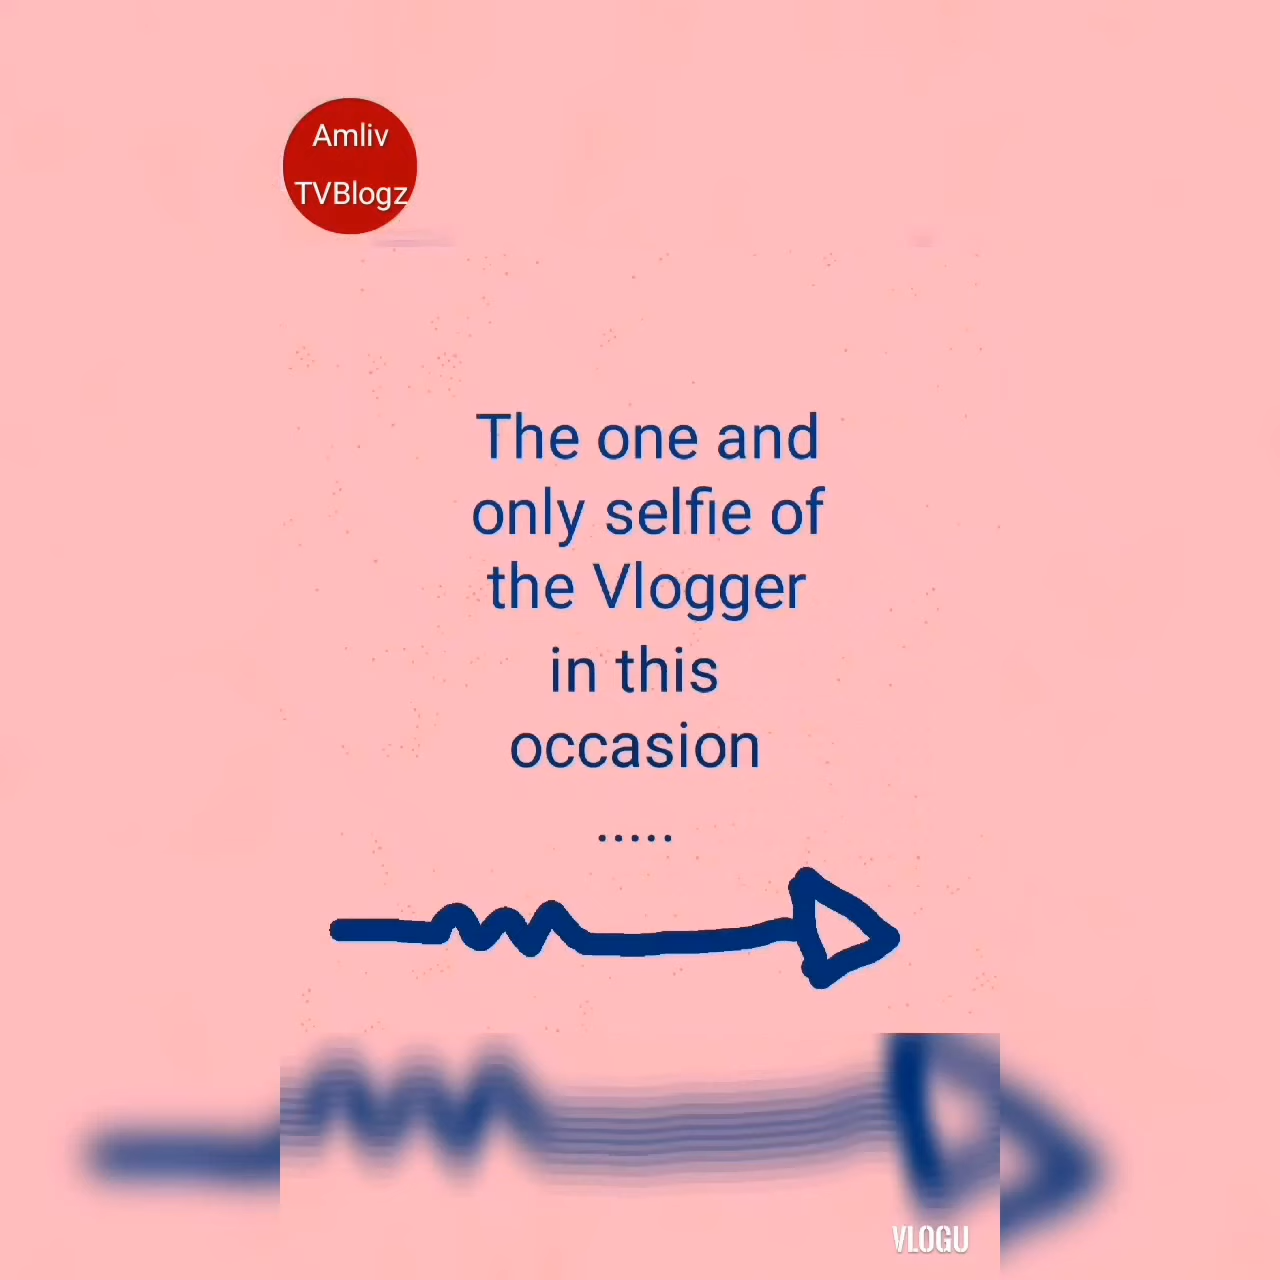 Amliv
TVBlogz
The one and
only selfie of
the Vlogger
in this
occasion
.....
VLOGU